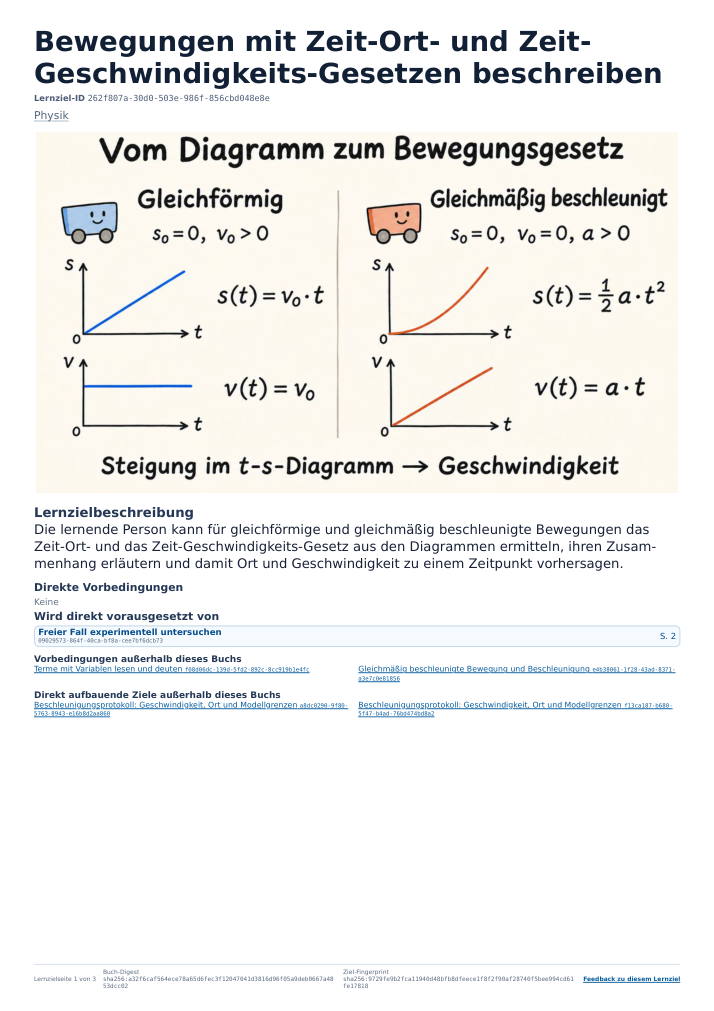 Bewegungen mit Zeit-Ort- und Zeit-
Geschwindigkeits-Gesetzen beschreiben
Lernziel-ID 262f807a-30d0-503e-986f-856cbd048e8e
Physik
Vom Diagramm zum Bewegungsgesetz
Gleichförmig
s₀ = 0, v₀ > 0
s
0
t
s(t) = v₀ · t
v
0
t
v(t) = v₀
Gleichmäßig beschleunigt
s₀ = 0, v₀ = 0, a > 0
s
0
t
s(t) = 1/2 a · t²
v
0
t
v(t) = a · t
Steigung im t-s-Diagramm → Geschwindigkeit
Lernzielbeschreibung
Die lernende Person kann für gleichförmige und gleichmäßig beschleunigte Bewegungen das
Zeit-Ort- und das Zeit-Geschwindigkeits-Gesetz aus den Diagrammen ermitteln, ihren Zusam-
menhang erläutern und damit Ort und Geschwindigkeit zu einem Zeitpunkt vorhersagen.
Direkte Vorbedingungen
Keine
Wird direkt vorausgesetzt von
Freier Fall experimentell untersuchen
09029573-864f-40ca-bf8a-cee7bf6dcb73
S. 2
Vorbedingungen außerhalb dieses Buchs
Terme mit Variablen lesen und deuten f08d06dc-139d-5fd2-892c-8cc919b1e4fc
Gleichmäßig beschleunigte Bewegung und Beschleunigung e4b38061-1f28-43ad-8371-
a3e7c0e81856
Direkt aufbauende Ziele außerhalb dieses Buchs
Beschleunigungsprotokoll: Geschwindigkeit, Ort und Modellgrenzen a8dc0290-9f80-
5763-8943-e16b8d2aa860
Beschleunigungsprotokoll: Geschwindigkeit, Ort und Modellgrenzen f13ca187-b680-
5f47-b4ad-76bd474bd8a2
Lernzielseite 1 von 3
Buch-Digest
sha256:a32f6caf564ece78a65d6fec3f12047041d3816d96f05a9deb0667a48
53dcc02
Ziel-Fingerprint
sha256:9729fe9b2fca11940d48bfb8dfeece1f8f2f90af28740f5bee994cd61
fe17818
Feedback zu diesem Lernziel